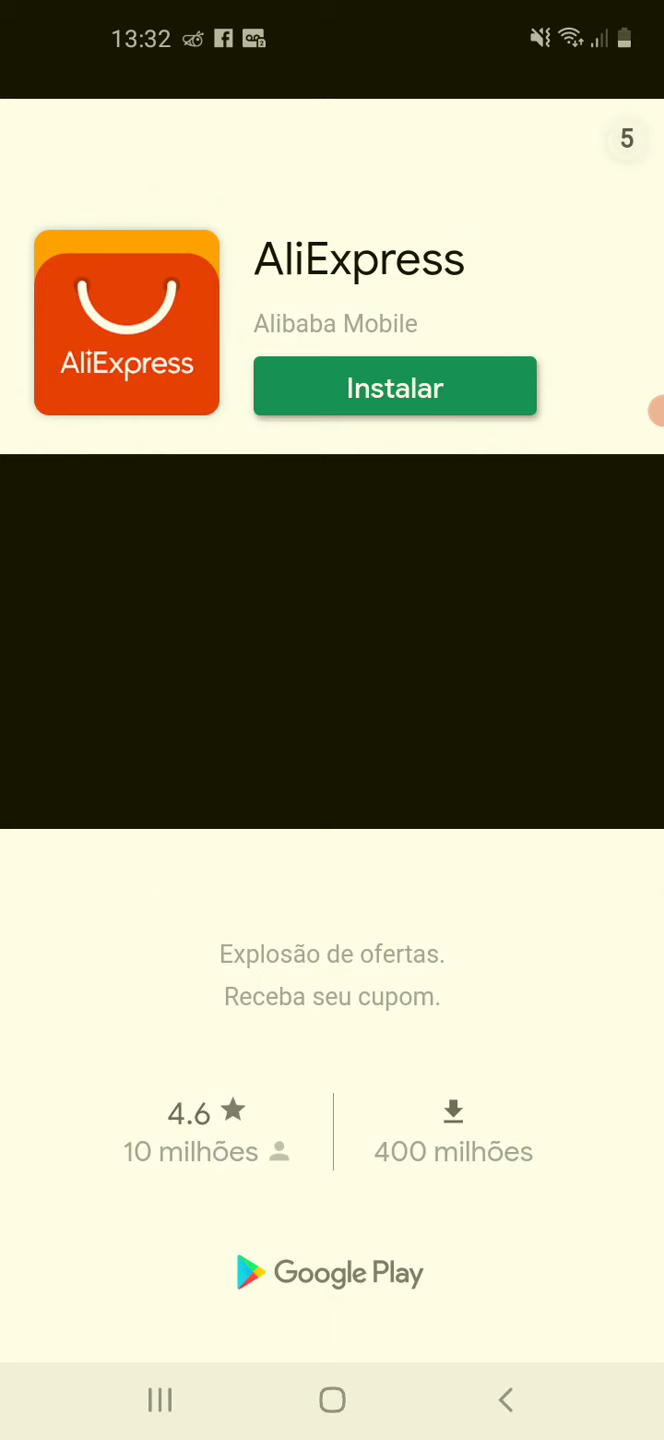 13:32
5
AliExpress
AliExpress
Alibaba Mobile
Instalar
Explosão de ofertas.
Receba seu cupom.
4.6
10 milhões
400 milhões
Google Play